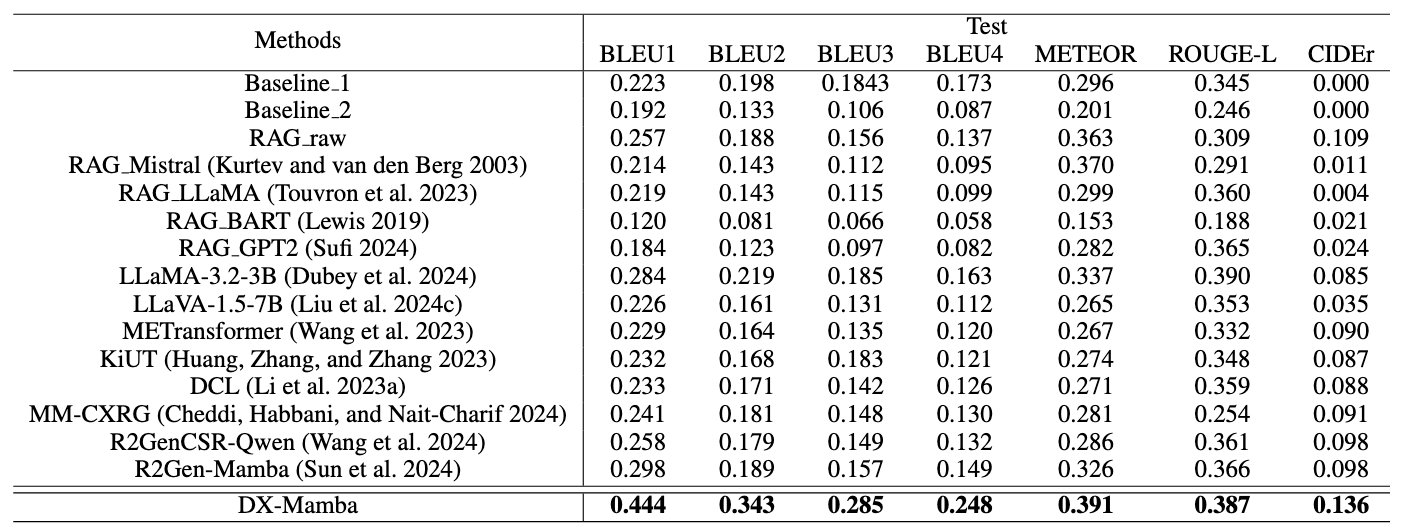 Methods Test
BLEU1 BLEU2 BLEU3 BLEU4 METEOR ROUGE-L CIDEr
Baseline_1 0.223 0.198 0.1843 0.173 0.296 0.345 0.000
Baseline_2 0.192 0.133 0.106 0.087 0.201 0.246 0.000
RAG_raw 0.257 0.188 0.156 0.137 0.363 0.309 0.109
RAG_Mistral (Kurtev and van den Berg 2003) 0.214 0.143 0.112 0.095 0.370 0.291 0.011
RAG_LLaMA (Touvron et al. 2023) 0.219 0.143 0.115 0.099 0.299 0.360 0.004
RAG_BART (Lewis 2019) 0.120 0.081 0.066 0.058 0.153 0.188 0.021
RAG_GPT2 (Sufi 2024) 0.184 0.123 0.097 0.082 0.282 0.365 0.024
LLaMA-3.2-3B (Dubey et al. 2024) 0.284 0.219 0.185 0.163 0.337 0.390 0.085
LLaVA-1.5-7B (Liu et al. 2024c) 0.226 0.161 0.131 0.112 0.265 0.353 0.035
METransformer (Wang et al. 2023) 0.229 0.164 0.135 0.120 0.267 0.332 0.090
KiUT (Huang, Zhang, and Zhang 2023) 0.232 0.168 0.183 0.121 0.274 0.348 0.087
DCL (Li et al. 2023a) 0.233 0.171 0.142 0.126 0.271 0.359 0.088
MM-CXRG (Cheddi, Habbani, and Nait-Charif 2024) 0.241 0.181 0.148 0.130 0.281 0.254 0.091
R2GenCSR-Qwen (Wang et al. 2024) 0.258 0.179 0.149 0.132 0.286 0.361 0.098
R2Gen-Mamba (Sun et al. 2024) 0.298 0.189 0.157 0.149 0.326 0.366 0.098
DX-Mamba 0.444 0.343 0.285 0.248 0.391 0.387 0.136